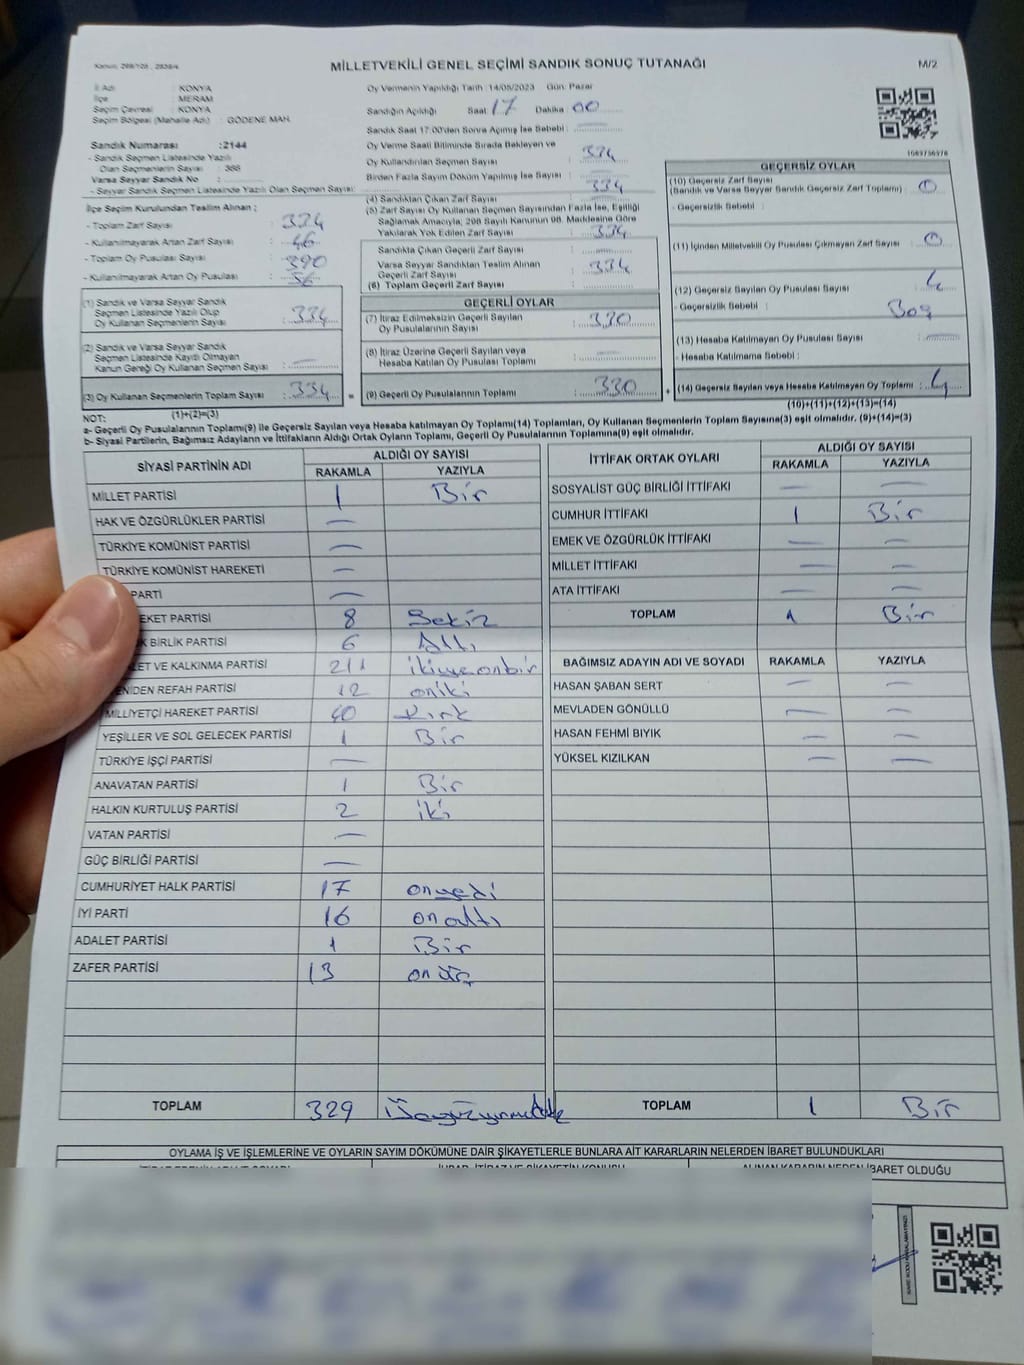 Kanun: 298/105, 2839/4
MİLLETVEKİLİ GENEL SEÇİMİ SANDIK SONUÇ TUTANAĞI
M/2
İl Adı : KONYA
İlçe : MERAM
Seçim Çevresi : KONYA
Seçim Bölgesi (Mahalle Adı) : GÖDENE MAH.
Sandık Numarası :2144
- Sandık Seçmen Listesinde Yazılı
Olan Seçmenlerin Sayısı : 366
Varsa Seyyar Sandık No :
- Seyyar Sandık Seçmen Listesinde Yazılı Olan Seçmen Sayısı:
İlçe Seçim Kurulundan Teslim Alınan ;
- Toplam Zarf Sayısı :
- Kullanılmayarak Artan Zarf Sayısı : 46
- Toplam Oy Pusulası Sayısı : 390
- Kullanılmayarak Artan Oy Pusulası : 56
(1) Sandık ve Varsa Seyyar Sandık
Seçmen Listesinde Yazılı Olup
Oy Kullanan Seçmenlerin Sayısı : 334
(2) Sandık ve Varsa Seyyar Sandık
Seçmen Listesinde Kaydı Olmayan
Kanun Gereği Oy Kullanan Seçmen Sayısı : —
(3) Oy Kullanan Seçmenlerin Toplam Sayısı : 334
(1)+(2)=(3)
Oy Vermenin Yapıldığı Tarih :14/05/2023 Gün: Pazar
Sandığın Açıldığı Saat : 17 Dakika : 00
Sandık Saat 17:00'den Sonra Açılmış İse Sebebi : —
Oy Verme Saati Bitiminde Sırada Bekleyen ve
Oy Kullandırılan Seçmen Sayısı : 334
Birden Fazla Sayım Döküm Yapılmış İse Sayısı : —
(4) Sandıktan Çıkan Zarf Sayısı : 334
(5) Zarf Sayısı Oy Kullanan Seçmen Sayısından Fazla İse, Eşitliği
Sağlamak Amacıyla; 298 Sayılı Kanunun 98. Maddesine Göre
Yakılarak Yok Edilen Zarf Sayısı : 334
Sandıkta Çıkan Geçerli Zarf Sayısı : —
Varsa Seyyar Sandıktan Teslim Alınan
Geçerli Zarf Sayısı : 334
(6) Toplam Geçerli Zarf Sayısı :
GEÇERLİ OYLAR
(7) İtiraz Edilmeksizin Geçerli Sayılan
Oy Pusulalarının Sayısı : 330
(8) İtiraz Üzerine Geçerli Sayılan veya
Hesaba Katılan Oy Pusulası Toplamı : —
= (9) Geçerli Oy Pusulalarının Toplamı : 330
GEÇERSİZ OYLAR
(10) Geçersiz Zarf Sayısı
(Sandık ve Varsa Seyyar Sandık Geçersiz Zarf Toplamı) : 0
- Geçersizlik Sebebi :
(11) İçinden Milletvekili Oy Pusulası Çıkmayan Zarf Sayısı : 0
(12) Geçersiz Sayılan Oy Pusulası Sayısı : 4
- Geçersizlik Sebebi : Boş
(13) Hesaba Katılmayan Oy Pusulası Sayısı : —
- Hesaba Katılmama Sebebi :
+ (14) Geçersiz Sayılan veya Hesaba Katılmayan Oy Toplamı : 4
(10)+(11)+(12)+(13)=(14)
NOT:
a- Geçerli Oy Pusulaları Toplamı(9) ile Geçersiz Sayılan veya Hesaba Katılmayan Oy Toplamı(14) Toplamları, Oy Kullanan Seçmenlerin Toplam Sayısına(3) eşit olmalıdır. (9)+(14)=(3)
b- Siyasi Partilerin, Bağımsız Adayların ve İttifakların Aldığı Ortak Oyların Toplamı, Geçerli Oy Pusulalarının Toplamına(9) eşit olmalıdır.
SİYASİ PARTİNİN ADI ALDIĞI OY SAYISI
RAKAMLA YAZIYLA
MİLLET PARTİSİ 1 Bir
HAK VE ÖZGÜRLÜKLER PARTİSİ —
TÜRKİYE KOMÜNİST PARTİSİ —
TÜRKİYE KOMÜNİST HAREKETİ —
PARTİ —
EKET PARTİSİ 8 Sekiz
K BİRLİK PARTİSİ 6 Altı
ET VE KALKINMA PARTİSİ 211 ikiyüzonbir
ENİDEN REFAH PARTİSİ 12 oniki
MİLLİYETÇİ HAREKET PARTİSİ 40 Kırk
YEŞİLLER VE SOL GELECEK PARTİSİ 1 Bir
TÜRKİYE İŞÇİ PARTİSİ —
ANAVATAN PARTİSİ 1 Bir
HALKIN KURTULUŞ PARTİSİ 2 iki
VATAN PARTİSİ —
GÜÇ BİRLİĞİ PARTİSİ —
CUMHURİYET HALK PARTİSİ 17 onyedi
İYİ PARTİ 16 onaltı
ADALET PARTİSİ 1 Bir
ZAFER PARTİSİ 13 onüç
TOPLAM 329
İTTİFAK ORTAK OYLARI ALDIĞI OY SAYISI
RAKAMLA YAZIYLA
SOSYALİST GÜÇ BİRLİĞİ İTTİFAKI — —
CUMHUR İTTİFAKI 1 Bir
EMEK VE ÖZGÜRLÜK İTTİFAKI — —
MİLLET İTTİFAKI — —
ATA İTTİFAKI — —
TOPLAM 1 Bir
BAĞIMSIZ ADAYIN ADI VE SOYADI RAKAMLA YAZIYLA
HASAN ŞABAN SERT — —
MEVLADEN GÖNÜLLÜ — —
HASAN FEHMİ BIYIK — —
YÜKSEL KIZILKAN — —
TOPLAM 1 Bir
OYLAMA İŞ VE İŞLEMLERİNE VE OYLARIN SAYIM DÖKÜMÜNE DAİR ŞİKAYETLERLE BUNLARA AİT KARARLARIN NELERDEN İBARET BULUNDUKLARI
ALINAN KARARIN NEDEN İBARET OLDUĞU